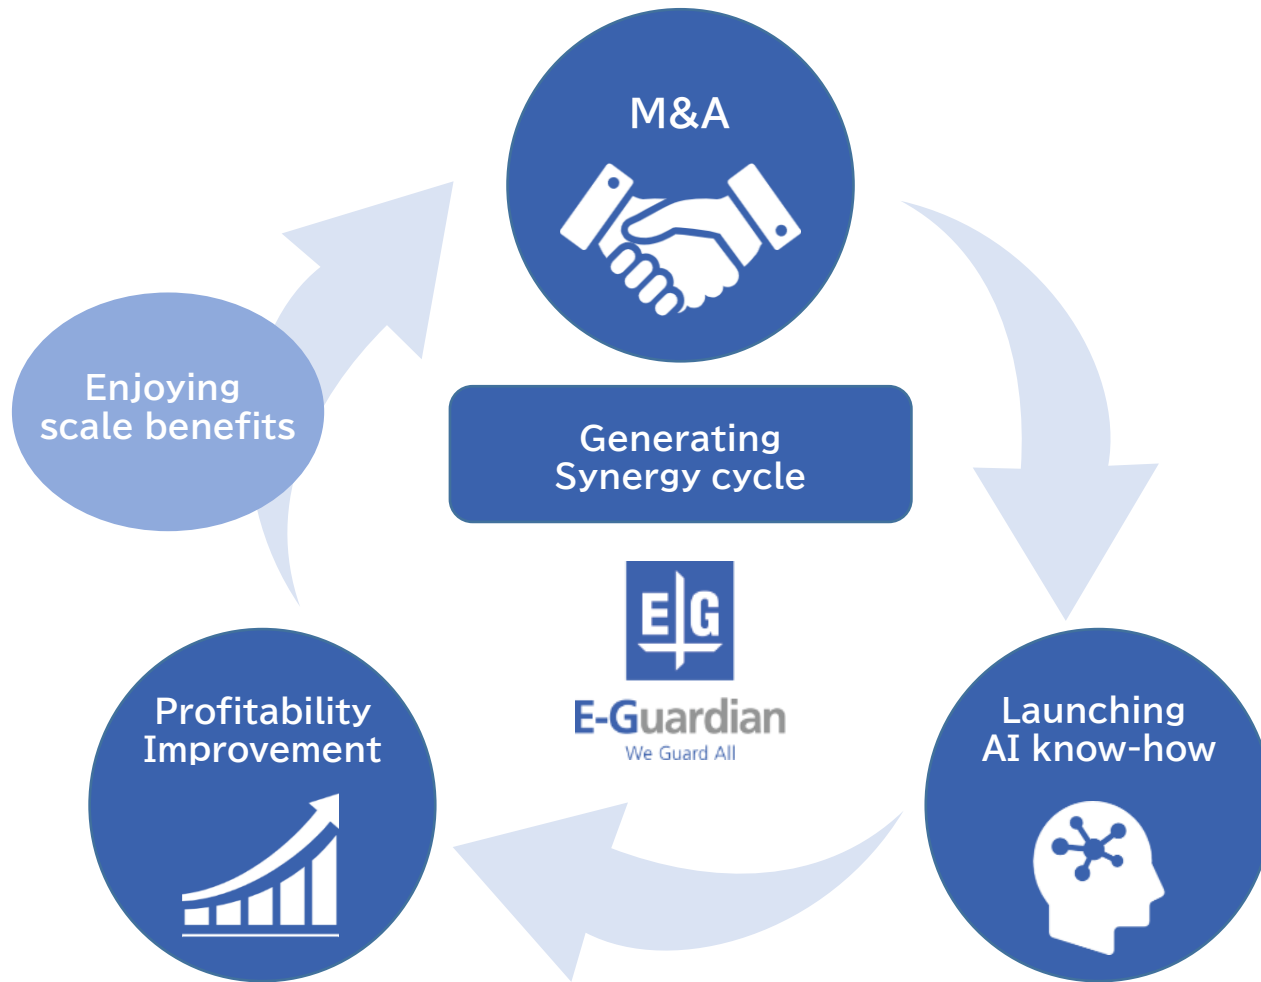 M&A
Enjoying
scale benefits
Generating
Synergy cycle
E G
E-Guardian
We Guard All
Profitability
Improvement
Launching
AI know-how